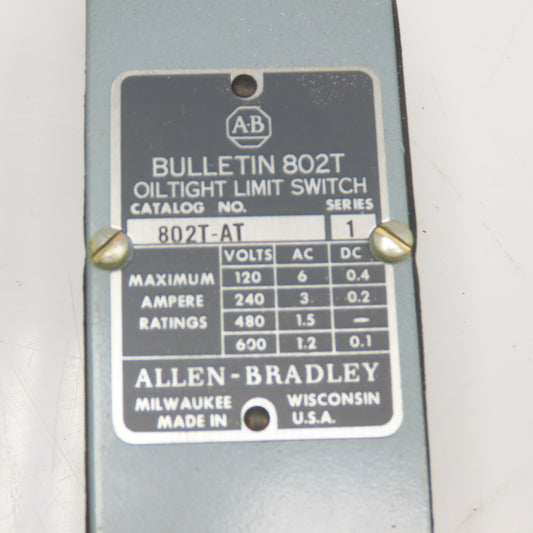 A-B
BULLETIN 802T
OILTIGHT LIMIT SWITCH
CATALOG NO. SERIES
802T-AT 1
VOLTS AC DC
MAXIMUM AMPERE RATINGS
120 6 0.4
240 3 0.2
480 1.5 —
600 1.2 0.1
ALLEN-BRADLEY
MILWAUKEE WISCONSIN
MADE IN U.S.A.